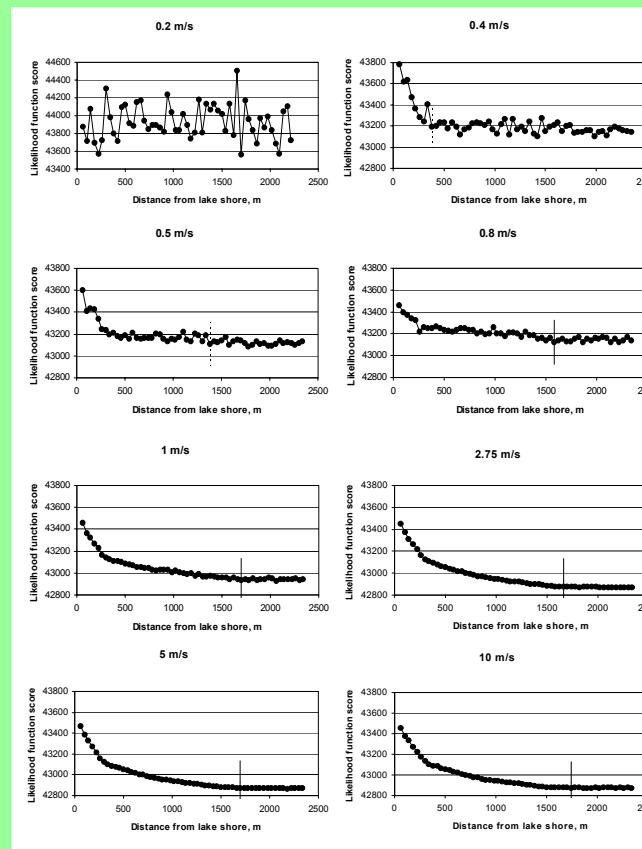 0.2 m/s
Likelihood function score
44600
44400
44200
44000
43800
43600
43400
0 500 1000 1500 2000 2500
Distance from lake shore, m
0.4 m/s
Likelihood function score
43800
43600
43400
43200
43000
42800
0 500 1000 1500 2000
Distance from lake shore, m
0.5 m/s
Likelihood function score
43800
43600
43400
43200
43000
42800
0 500 1000 1500 2000 2500
Distance from lake shore, m
0.8 m/s
Likelihood function score
43800
43600
43400
43200
43000
42800
0 500 1000 1500 2000
Distance from lake shore, m
1 m/s
Likelihood function score
43800
43600
43400
43200
43000
42800
0 500 1000 1500 2000 2500
Distance from lake shore, m
2.75 m/s
Likelihood function score
43800
43600
43400
43200
43000
42800
0 500 1000 1500 2000
Distance from lake shore, m
5 m/s
Likelihood function score
43800
43600
43400
43200
43000
42800
0 500 1000 1500 2000 2500
Distance from lake shore, m
10 m/s
Likelihood function score
43800
43600
43400
43200
43000
42800
0 500 1000 1500 2000
Distance from lake shore, m